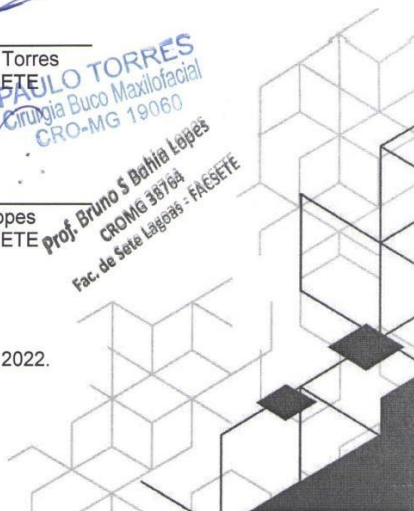 Torres
ETE
PAULO TORRES
Cirurgia Buco Maxilofacial
CRO-MG 19060
opes
ETE
Prof. Bruno S Bahia Lopes
CROMG 38764
Fac. de Sete Lagoas - FACSETE
2022.